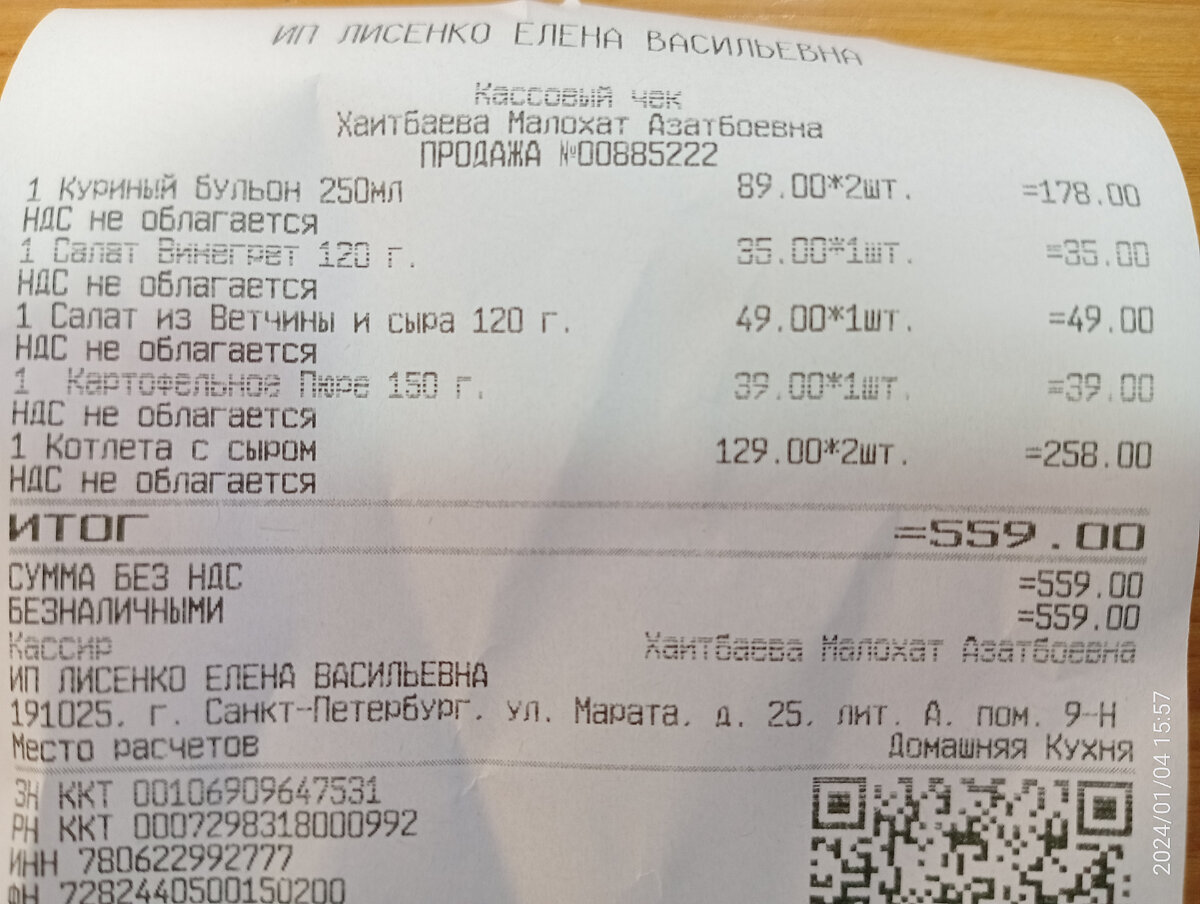 ИП ЛИСЕНКО ЕЛЕНА ВАСИЛЬЕВНА
Кассовый чек
Хаитбаева Малохат Азатбоевна
ПРОДАЖА №00885222
1 Куриный бульон 250мл 89.00*2шт. =178.00
НДС не облагается
1 Салат Винегрет 120 г. 35.00*1шт. =35.00
НДС не облагается
1 Салат из Ветчины и сыра 120 г. 49.00*1шт. =49.00
НДС не облагается
1 Картофельное Пюре 150 г. 39.00*1шт. =39.00
НДС не облагается
1 Котлета с сыром 129.00*2шт. =258.00
НДС не облагается
ИТОГ =559.00
СУММА БЕЗ НДС =559.00
БЕЗНАЛИЧНЫМИ =559.00
Кассир Хаитбаева Малохат Азатбоевна
ИП ЛИСЕНКО ЕЛЕНА ВАСИЛЬЕВНА
191025, г. Санкт-Петербург, ул. Марата, д. 25, лит. А, пом. 9-Н
Место расчетов Домашняя Кухня
ЗН ККТ 00106909647531
РН ККТ 0007298318000992
ИНН 780622992777
ФН 7282440500150200
2024/01/04 15:57